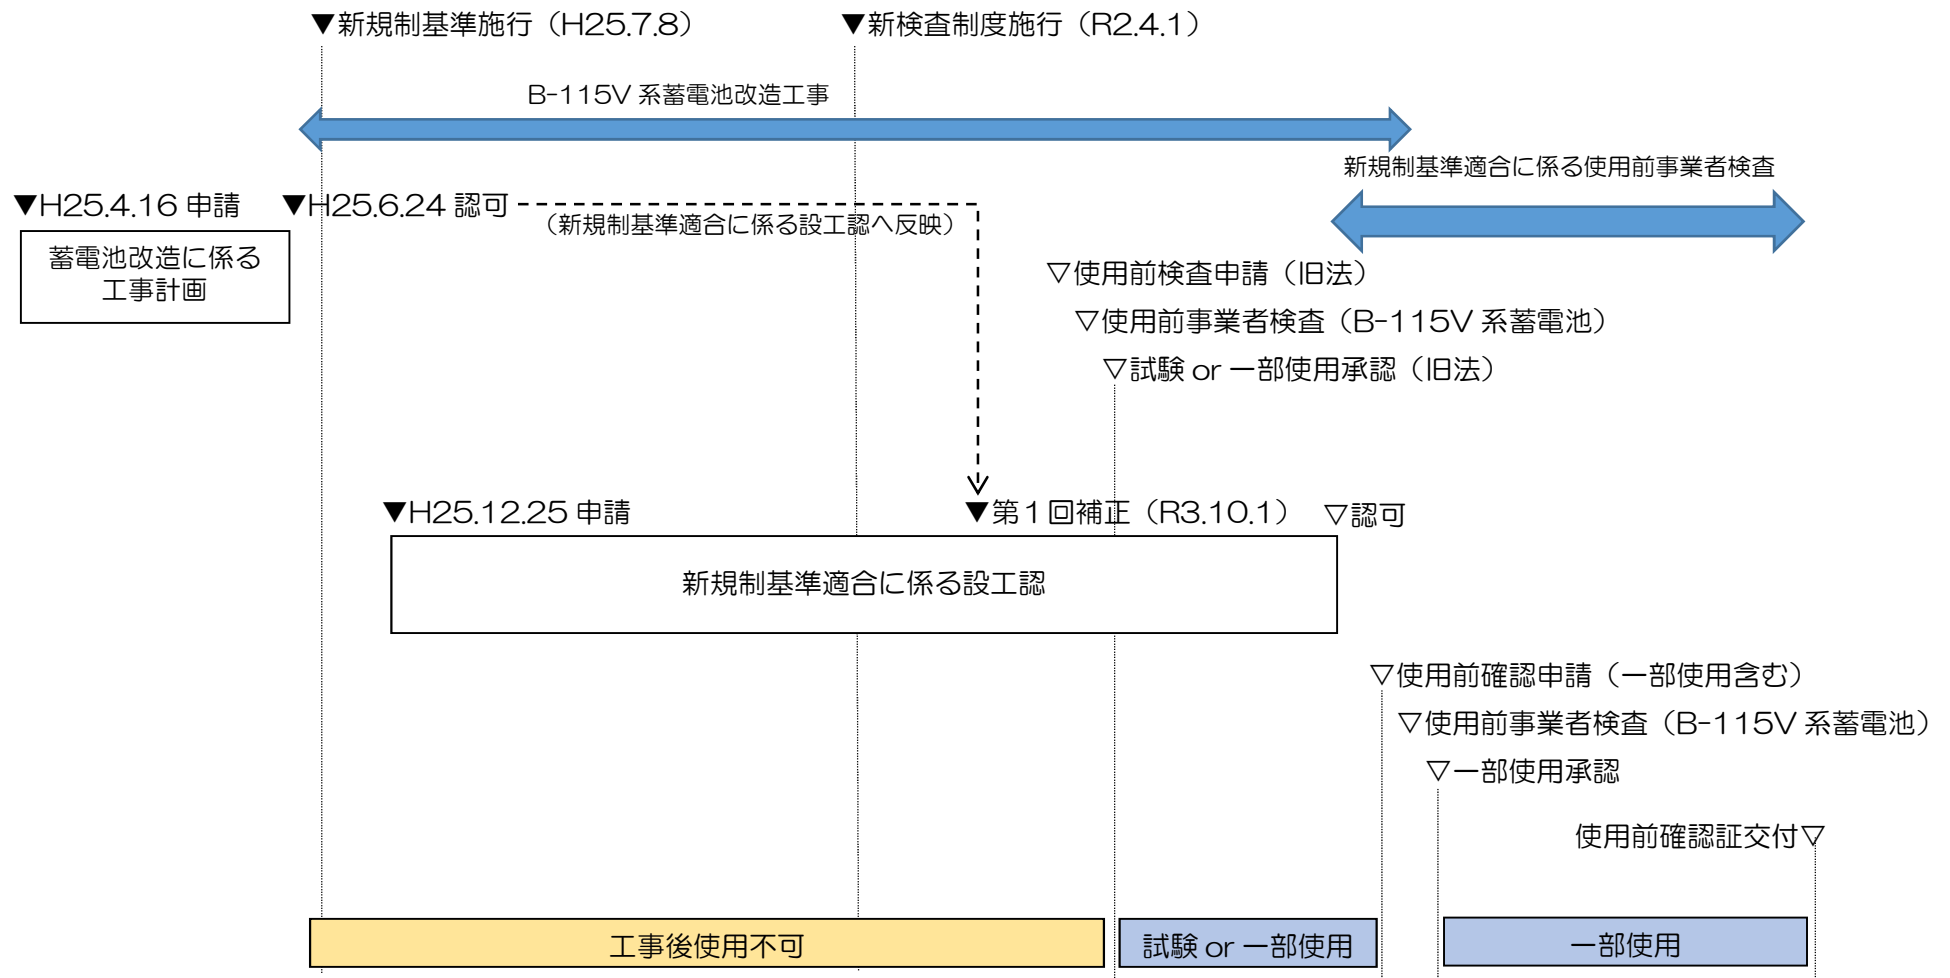 ▼新規制基準施行（H25.7.8）
▼新検査制度施行（R2.4.1）
B-115V 系蓄電池改造工事
新規制基準適合に係る使用前事業者検査
▼H25.4.16 申請
▼H25.6.24 認可
（新規制基準適合に係る設工認へ反映）
蓄電池改造に係る
工事計画
▽使用前検査申請（旧法）
▽使用前事業者検査（B-115V 系蓄電池）
▽試験 or 一部使用承認（旧法）
▼H25.12.25 申請
▼第１回補正（R3.10.1）
▽認可
新規制基準適合に係る設工認
▽使用前確認申請（一部使用含む）
▽使用前事業者検査（B-115V 系蓄電池）
▽一部使用承認
使用前確認証交付▽
工事後使用不可
試験 or 一部使用
一部使用